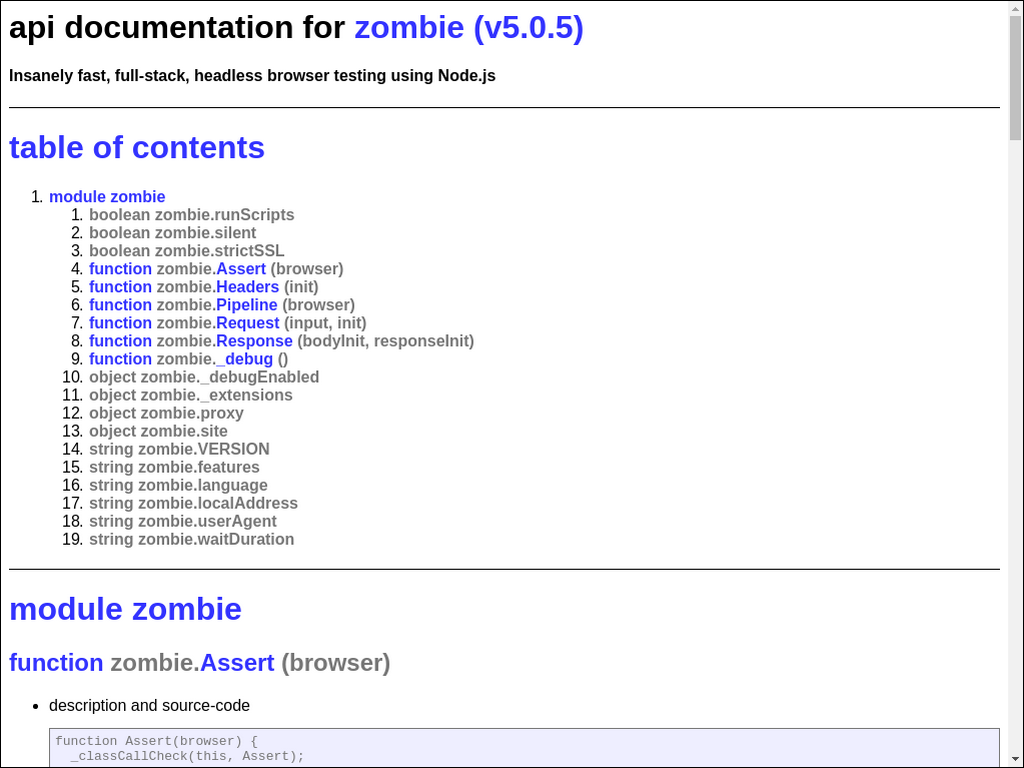 api documentation for zombie (v5.0.5)
Insanely fast, full-stack, headless browser testing using Node.js
table of contents
1. module zombie
1. boolean zombie.runScripts
2. boolean zombie.silent
3. boolean zombie.strictSSL
4. function zombie.Assert (browser)
5. function zombie.Headers (init)
6. function zombie.Pipeline (browser)
7. function zombie.Request (input, init)
8. function zombie.Response (bodyInit, responseInit)
9. function zombie._debug ()
10. object zombie._debugEnabled
11. object zombie._extensions
12. object zombie.proxy
13. object zombie.site
14. string zombie.VERSION
15. string zombie.features
16. string zombie.language
17. string zombie.localAddress
18. string zombie.userAgent
19. string zombie.waitDuration
module zombie
function zombie.Assert (browser)
• description and source-code
function Assert(browser) {
_classCallCheck(this, Assert);